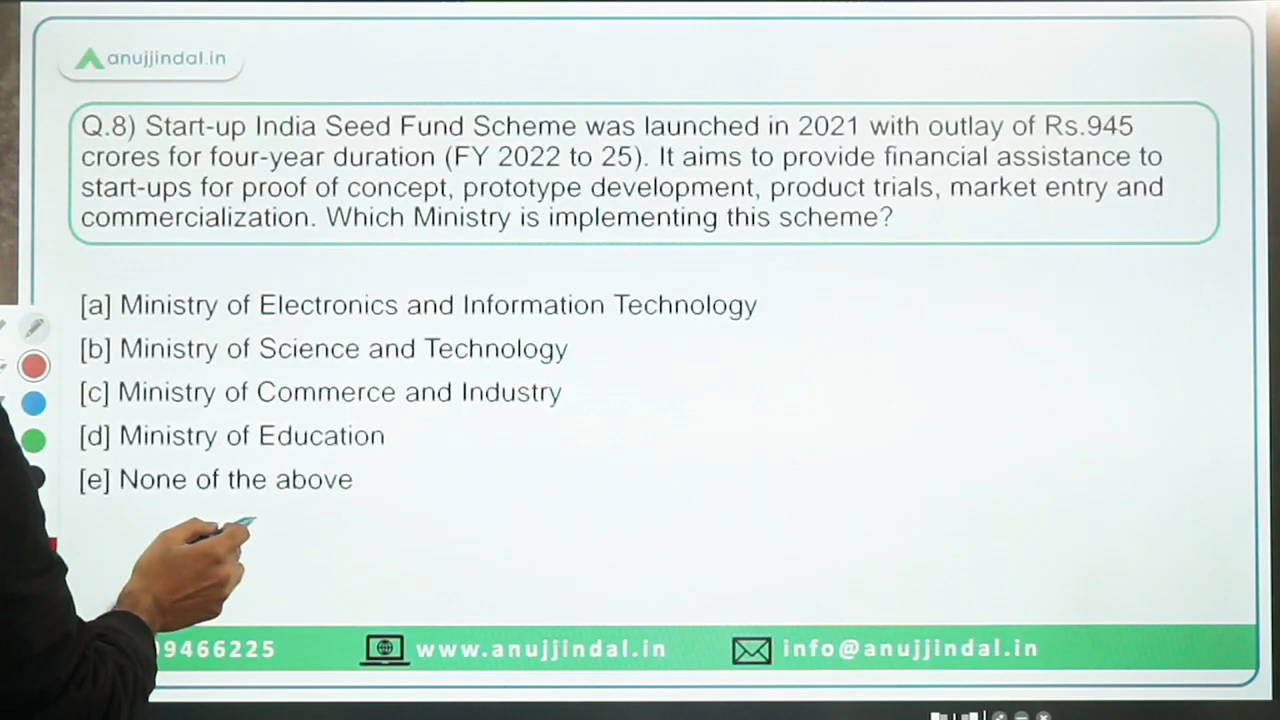 anujjindal.in
Q.8) Start-up India Seed Fund Scheme was launched in 2021 with outlay of Rs.945
crores for four-year duration (FY 2022 to 25). It aims to provide financial assistance to
start-ups for proof of concept, prototype development, product trials, market entry and
commercialization. Which Ministry is implementing this scheme?
[a] Ministry of Electronics and Information Technology
[b] Ministry of Science and Technology
[c] Ministry of Commerce and Industry
[d] Ministry of Education
[e] None of the above
9466225 www.anujjindal.in info@anujjindal.in